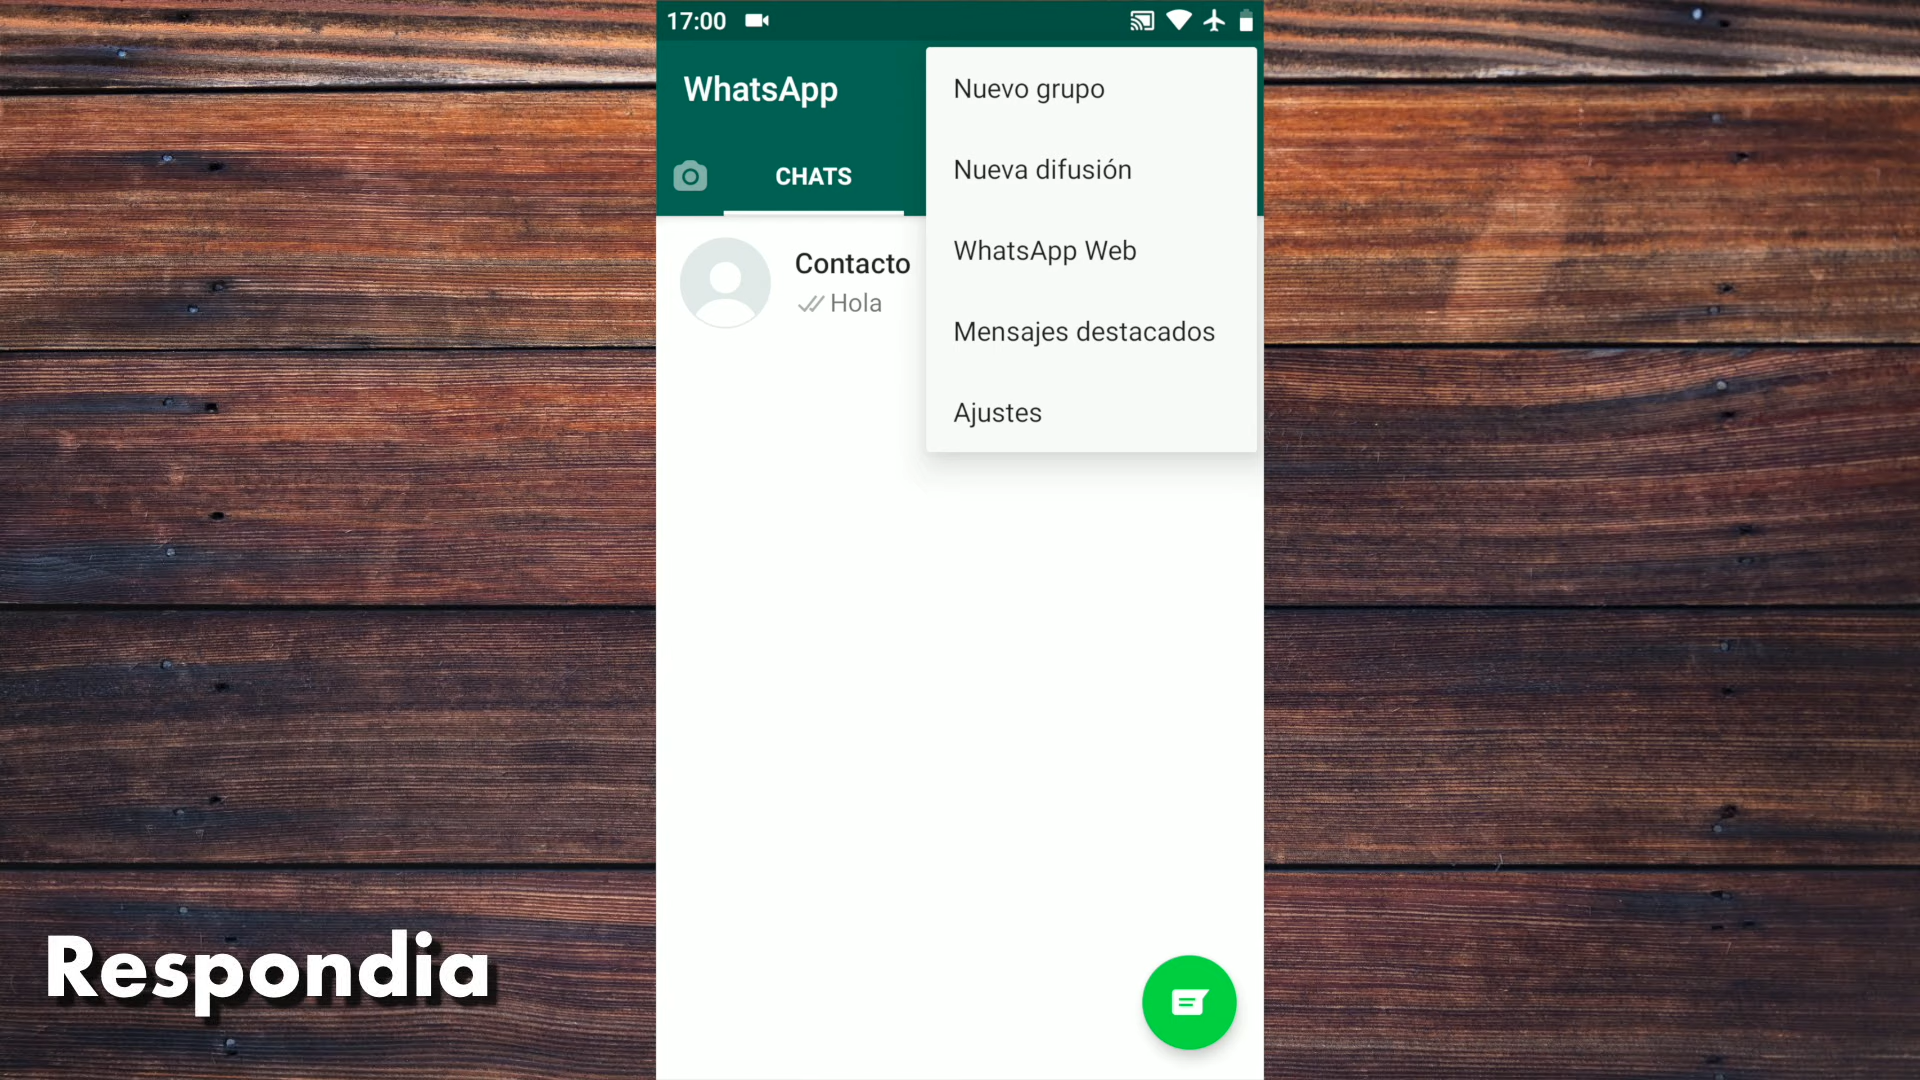 17:00
WhatsApp
CHATS
Contacto
Hola
Nuevo grupo
Nueva difusión
WhatsApp Web
Mensajes destacados
Ajustes
Respondia